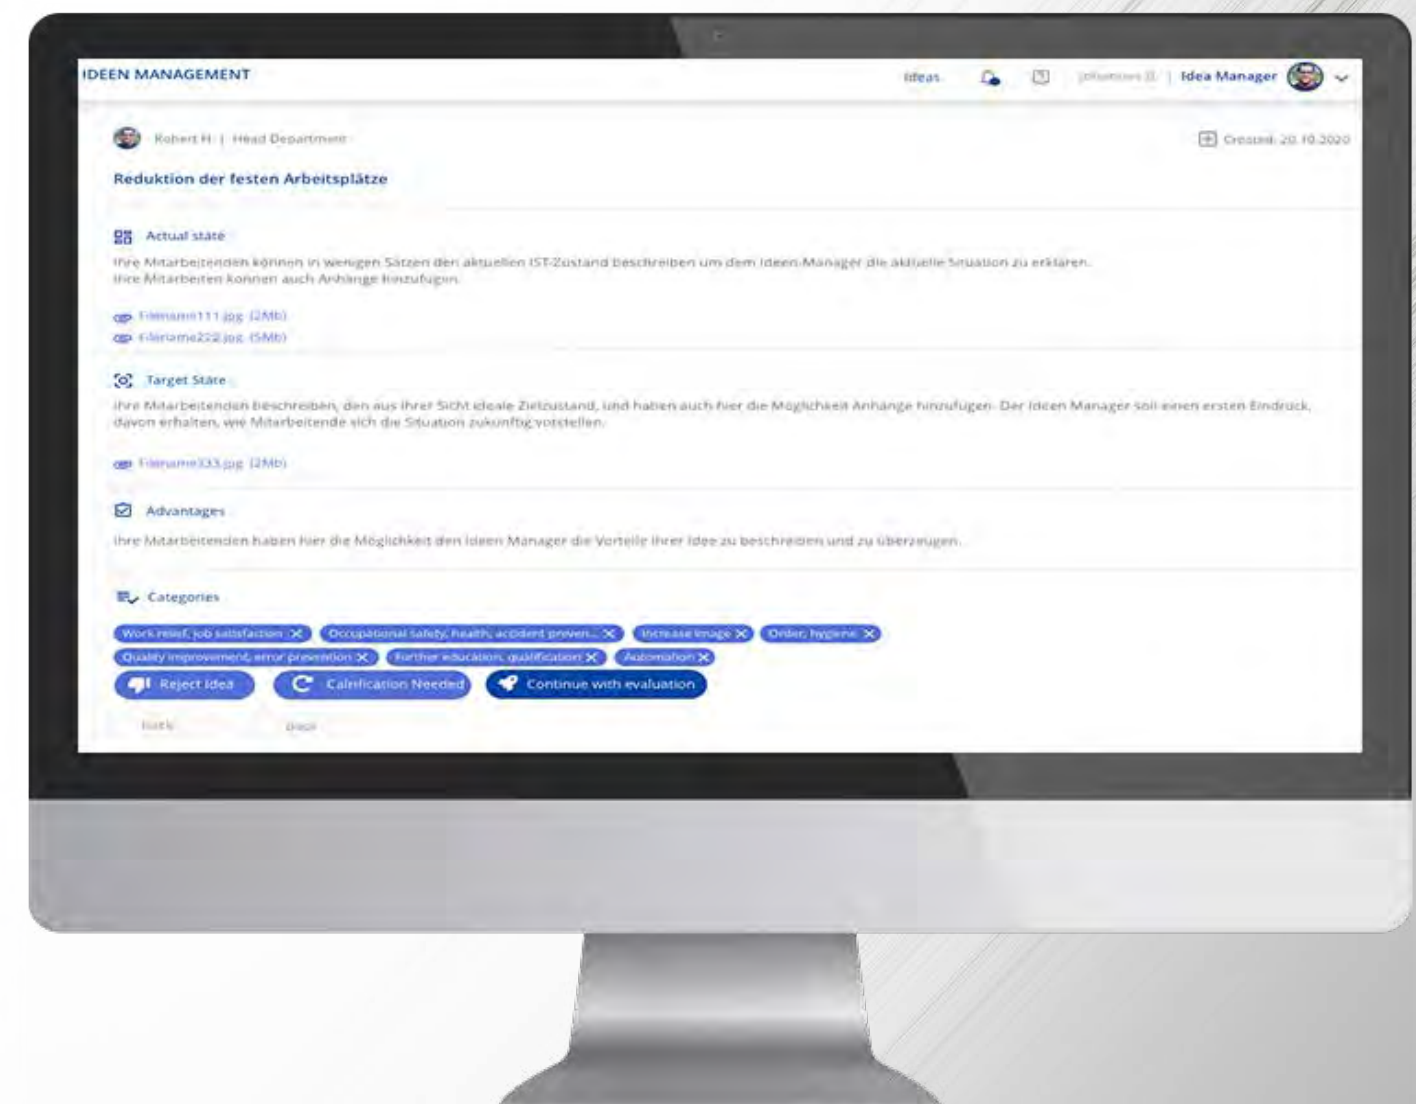 IDEEN MANAGEMENT
Ideas
Idea Manager
Robert H. | Head Department
Created: 20.10.2020
Reduktion der festen Arbeitsplätze
Actual state
Ihre Mitarbeitenden können in wenigen Sätzen den aktuellen IST-Zustand beschreiben um dem Ideen-Manager die aktuelle Situation zu erklären.
Ihre Mitarbeiten können auch Anhänge hinzufügen.
Filename111.jpg (2Mb)
Filename222.jpg (5Mb)
Target State
Ihre Mitarbeitenden beschreiben, den aus ihrer Sicht ideale Zielzustand, und haben auch hier die Möglichkeit Anhänge hinzufügen. Der Ideen Manager soll einen ersten Eindruck,
davon erhalten, wie Mitarbeitende sich die Situation zukünftig vorstellen.
Filename333.jpg (2Mb)
Advantages
Ihre Mitarbeitenden haben hier die Möglichkeit den Ideen Manager die Vorteile ihrer Idee zu beschreiben und zu überzeugen.
Categories
Work relief, job satisfaction
Occupational safety, health, accident preven...
Increase image
Order, hygiene
Quality improvement, error prevention
Further education, qualification
Automation
Reject Idea
Calrification Needed
Continue with evaluation